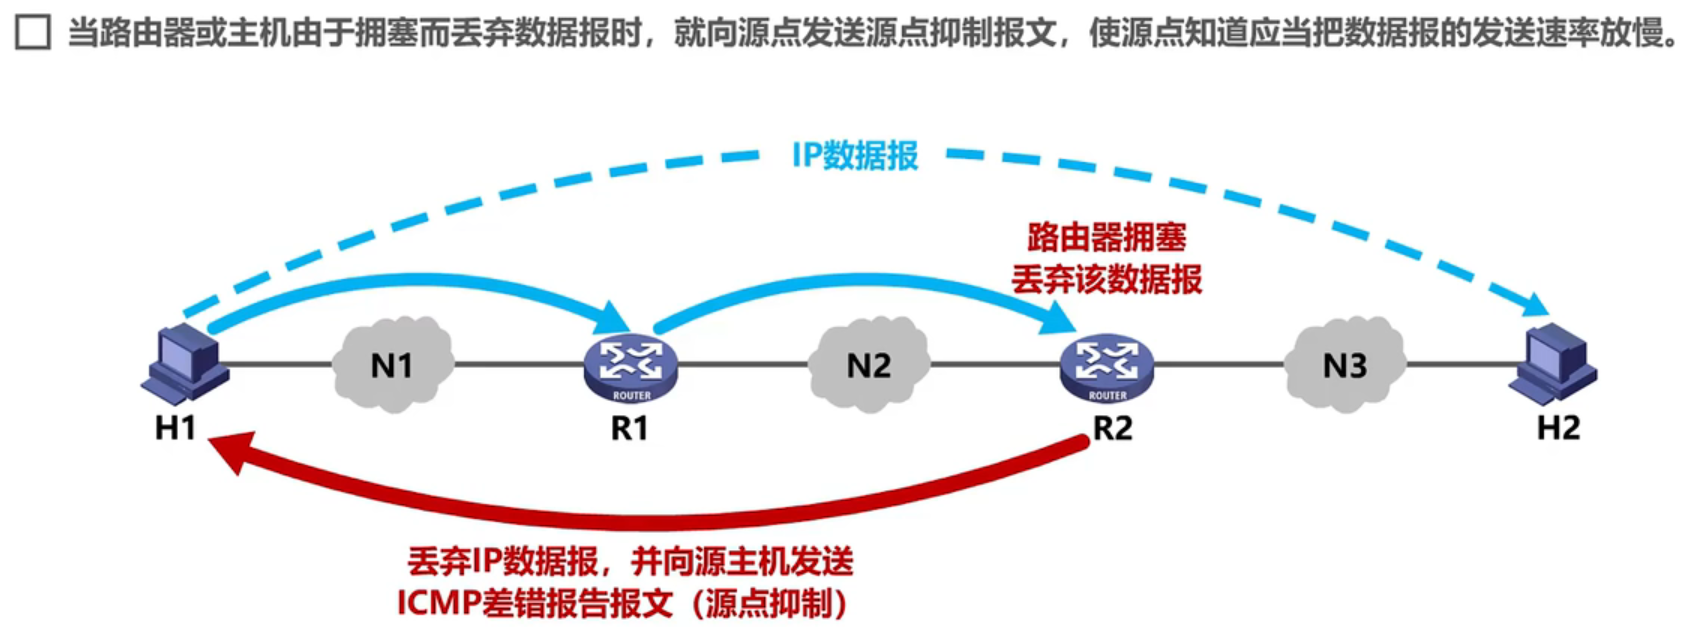 当路由器或主机由于拥塞而丢弃数据报时，就向源点发送源点抑制报文，使源点知道应当把数据报的发送速率放慢。
IP数据报
路由器拥塞
丢弃该数据报
N1
N2
N3
ROUTER
ROUTER
H1
R1
R2
H2
丢弃IP数据报，并向源主机发送
ICMP差错报告报文（源点抑制）